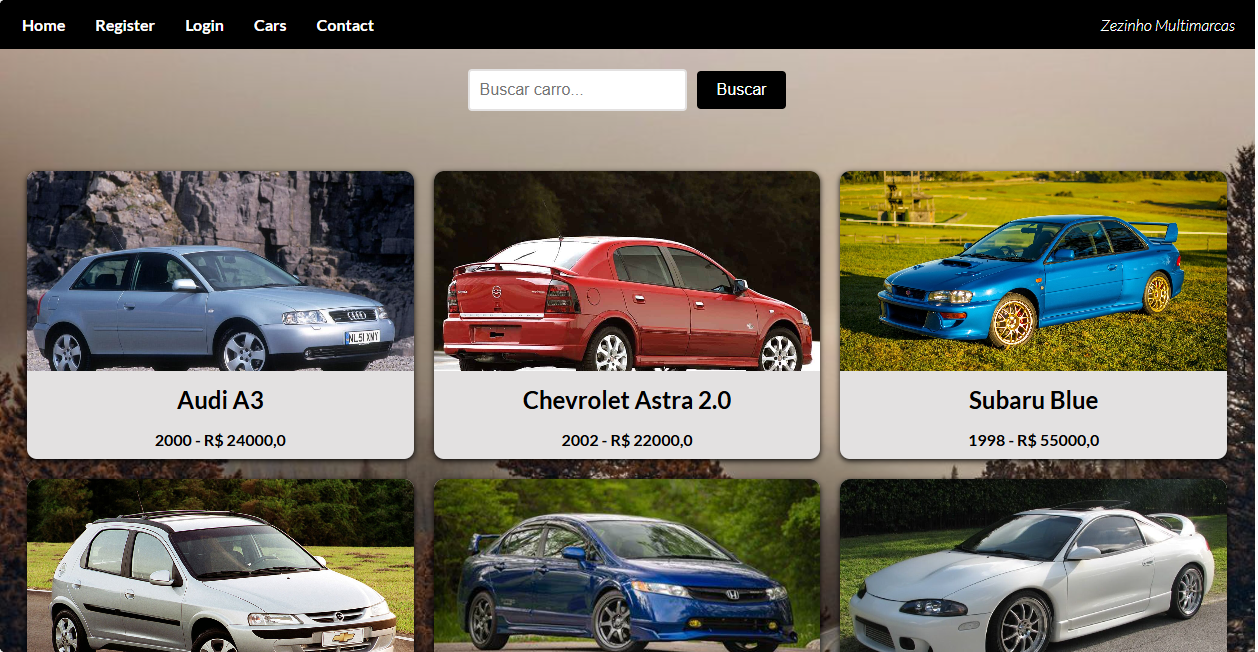 Home Register Login Cars Contact Zezinho Multimarcas
Buscar carro... Buscar
NL51 XMY
Audi A3 Chevrolet Astra 2.0 Subaru Blue
2000 - R$ 24000,0 2002 - R$ 22000,0 1998 - R$ 55000,0